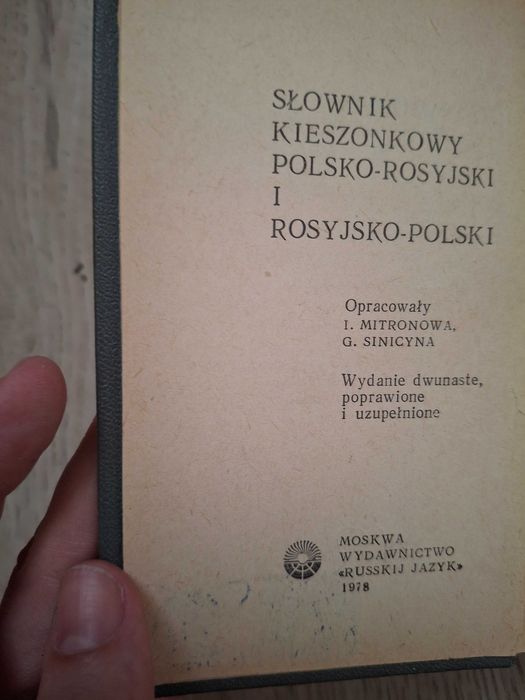 SŁOWNIK
KIESZONKOWY
POLSKO-ROSYJSKI
I
ROSYJSKO-POLSKI
Opracowały
I. MITRONOWA,
G. SINICYNA
Wydanie dwunaste,
poprawione
i uzupełnione
MOSKWA
WYDAWNICTWO
«RUSSKIJ JAZYK»
1978